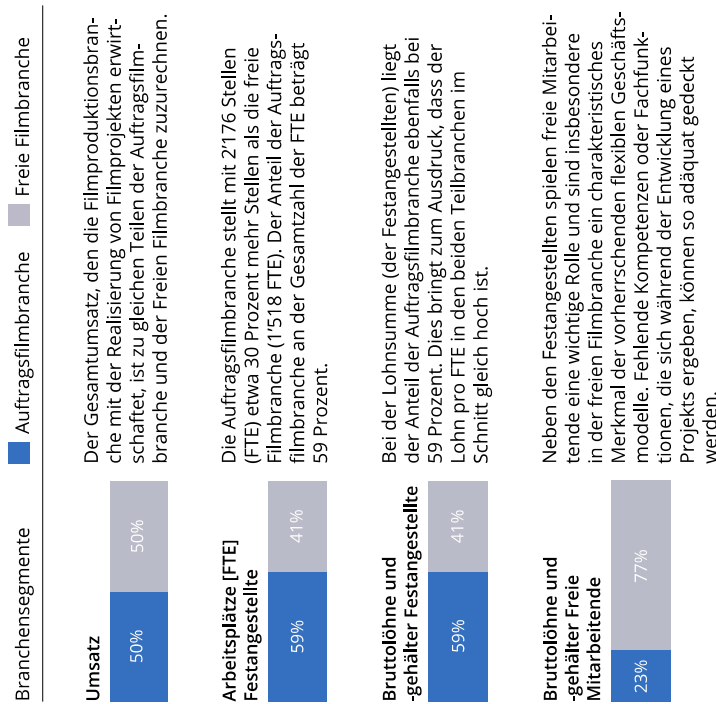 Branchensegmente
Auftragsfilmbranche
Freie Filmbranche
Umsatz
50%
50%
Der Gesamtumsatz, den die Filmproduktionsbran-
che mit der Realisierung von Filmprojekten erwirt-
schaftet, ist zu gleichen Teilen der Auftragsfilm-
branche und der Freien Filmbranche zuzurechnen.
Arbeitsplätze [FTE]
Festangestellte
59%
41%
Die Auftragsfilmbranche stellt mit 2'176 Stellen
(FTE) etwa 30 Prozent mehr Stellen als die freie
Filmbranche (1'518 FTE). Der Anteil der Auftrags-
filmbranche an der Gesamtzahl der FTE beträgt
59 Prozent.
Bruttolöhne und
-gehälter Festangestellte
59%
41%
Bei der Lohnsumme (der Festangestellten) liegt
der Anteil der Auftragsfilmbranche ebenfalls bei
59 Prozent. Dies bringt zum Ausdruck, dass der
Lohn pro FTE in den beiden Teilbranchen im
Schnitt gleich hoch ist.
Bruttolöhne und
-gehälter Freie
Mitarbeitende
23%
77%
Neben den Festangestellten spielen freie Mitarbei-
tende eine wichtige Rolle und sind insbesondere
in der freien Filmbranche ein charakteristisches
Merkmal der vorherrschenden flexiblen Geschäfts-
modelle. Fehlende Kompetenzen oder Fachfunk-
tionen, die sich während der Entwicklung eines
Projekts ergeben, können so adäquat gedeckt
werden.